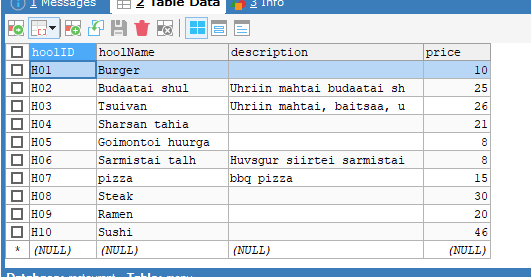 1 Messages 2 Table Data 3 Info
hoolID hoolName description price
H01 Burger 10
H02 Budaatai shul Uhriin mahtai budaatai sh 25
H03 Tsuivan Uhriin mahtai, baitsaa, u 26
H04 Sharsan tahia 21
H05 Goimontoi huurga 8
H06 Sarmistai talh Huvsgur siirtei sarmistai 8
H07 pizza bbq pizza 15
H08 Steak 30
H09 Ramen 20
H10 Sushi 46
* (NULL) (NULL) (NULL) (NULL)